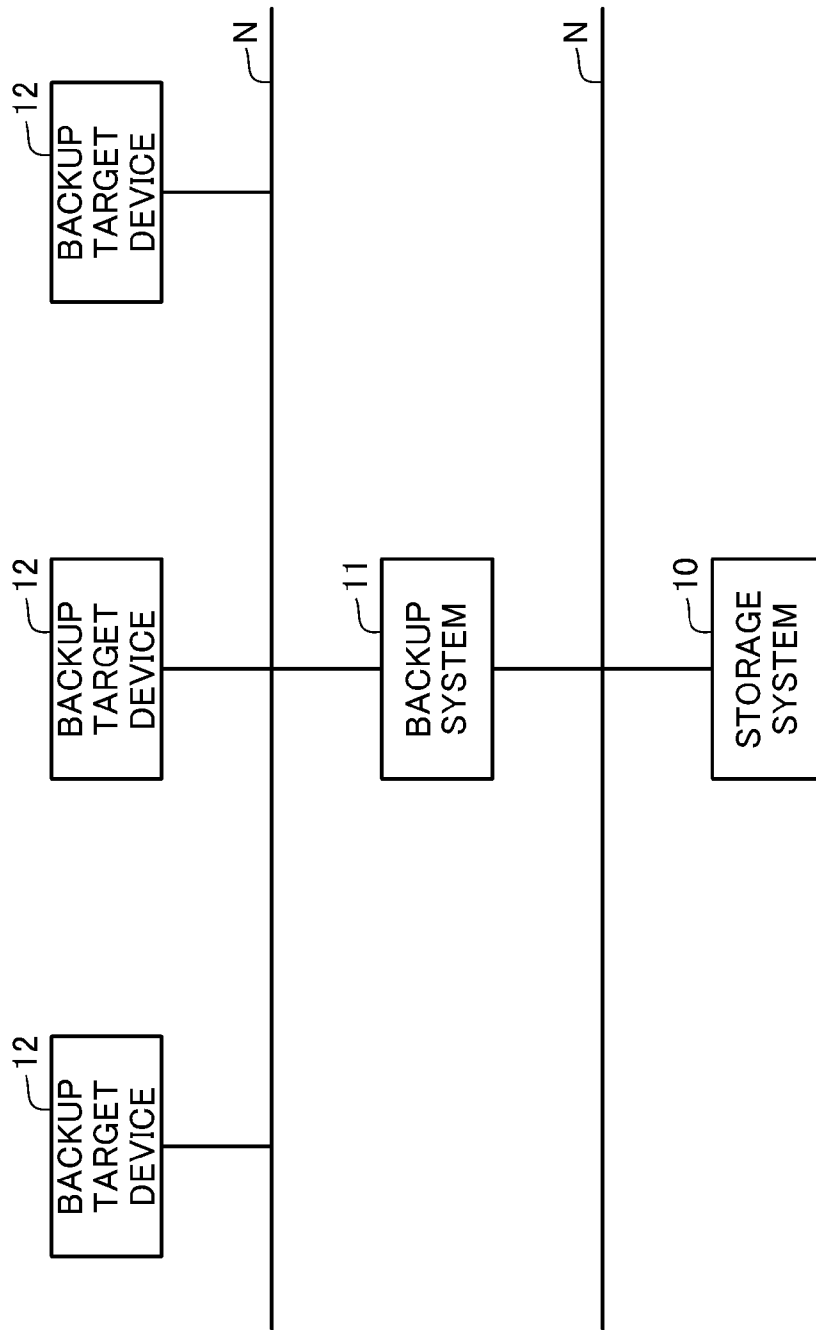 12
BACKUP
TARGET
DEVICE
12
BACKUP
TARGET
DEVICE
12
BACKUP
TARGET
DEVICE
N
11
BACKUP
SYSTEM
N
10
STORAGE
SYSTEM